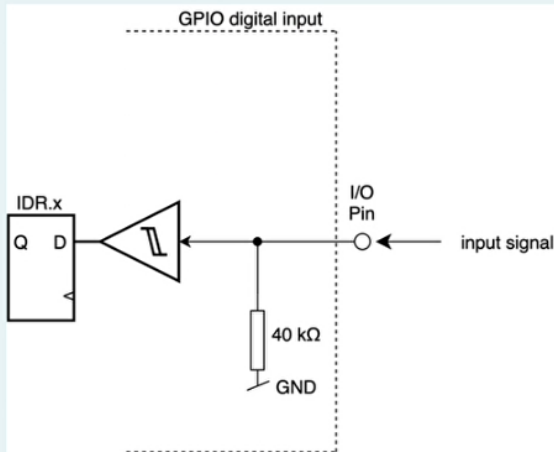 GPIO digital input
IDR.x
Q D
I/O
Pin
input signal
40 kΩ
GND